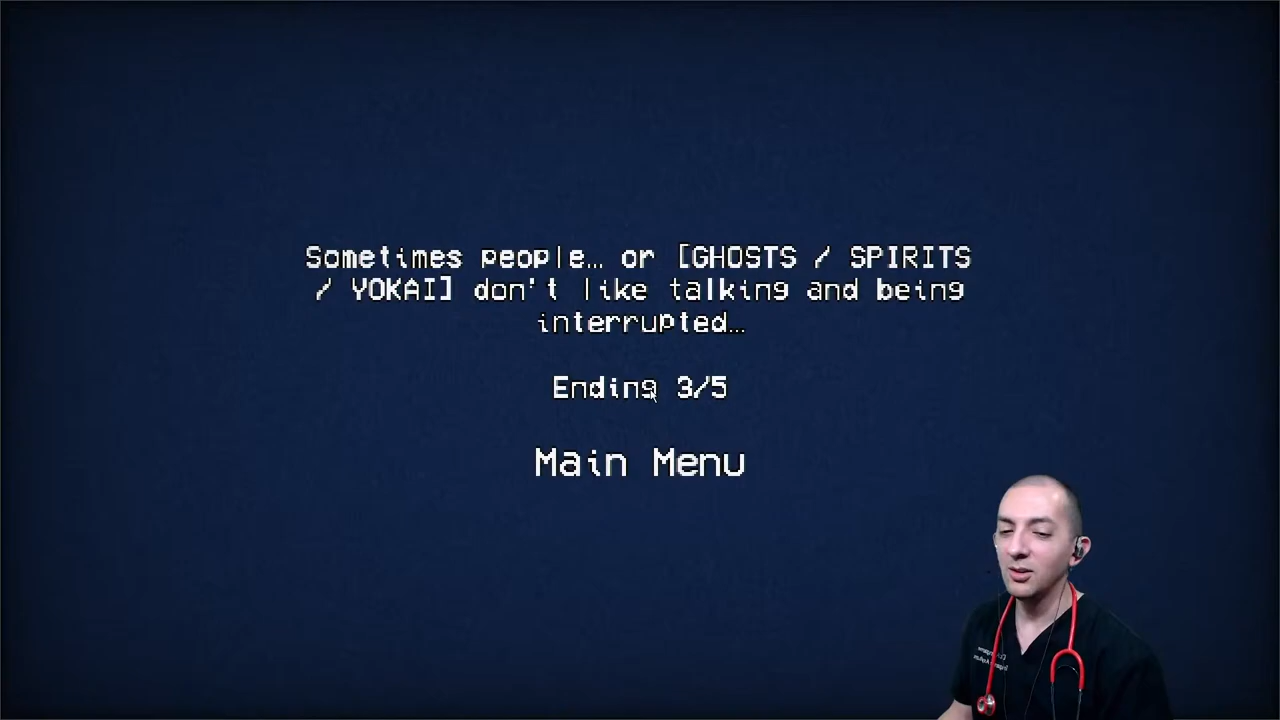 Sometimes people… or [GHOSTS / SPIRITS
/ YOKAI] don't like talking and being
interrupted…
Ending 3/5
Main Menu